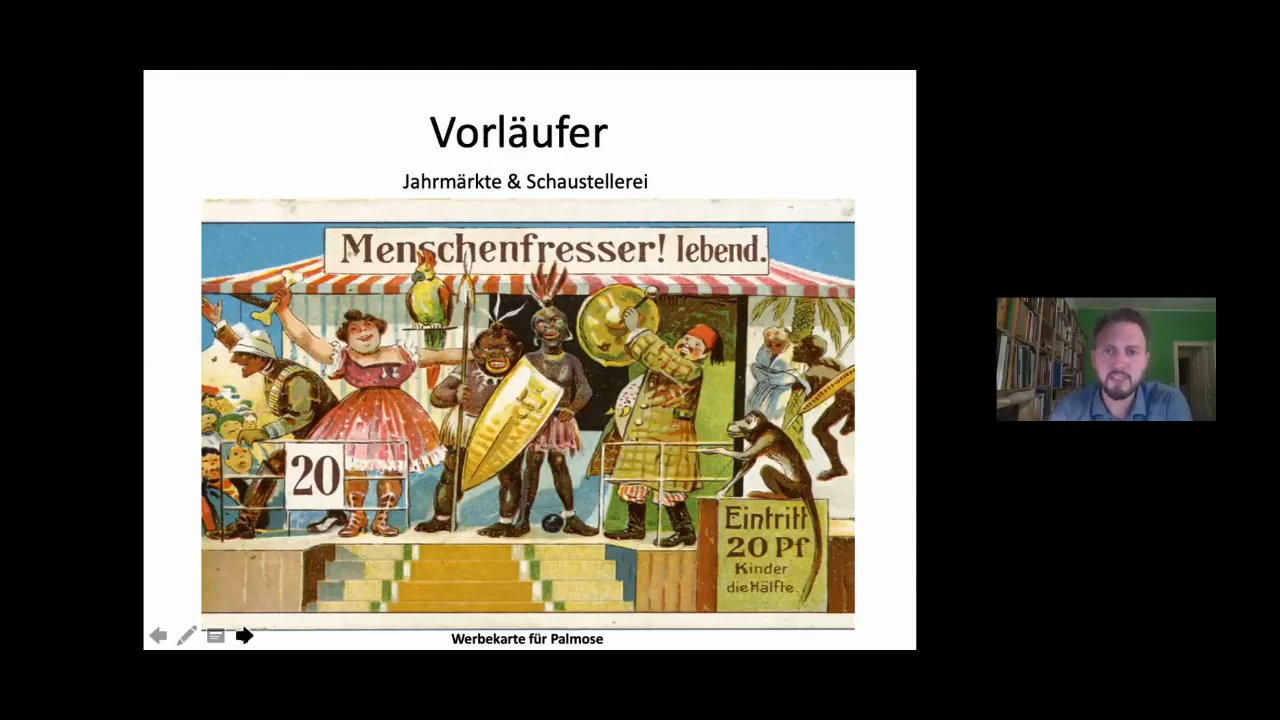 Vorläufer
Jahrmärkte & Schaustellerei
Menschenfresser! lebend.
20
Eintritt
20 Pf
Kinder
die Hälfte.
Werbekarte für Palmose